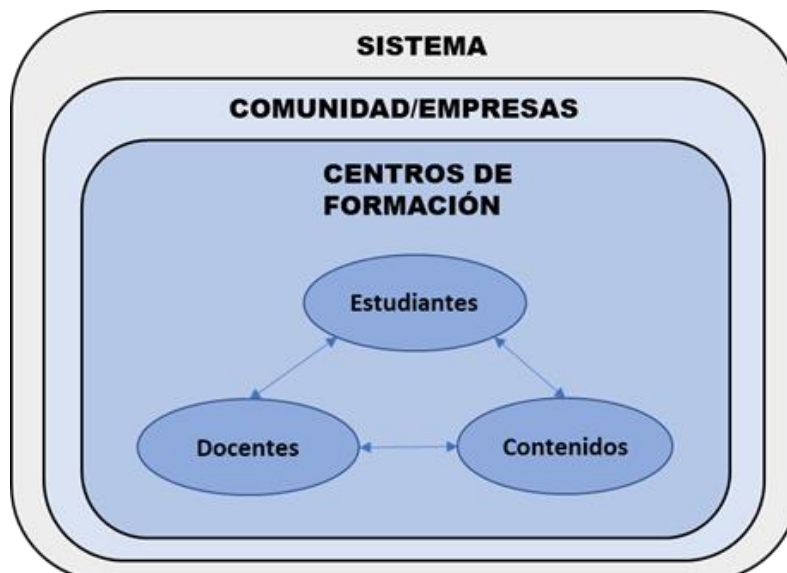 SISTEMA
COMUNIDAD/EMPRESAS
CENTROS DE
FORMACIÓN
Estudiantes
Docentes
Contenidos